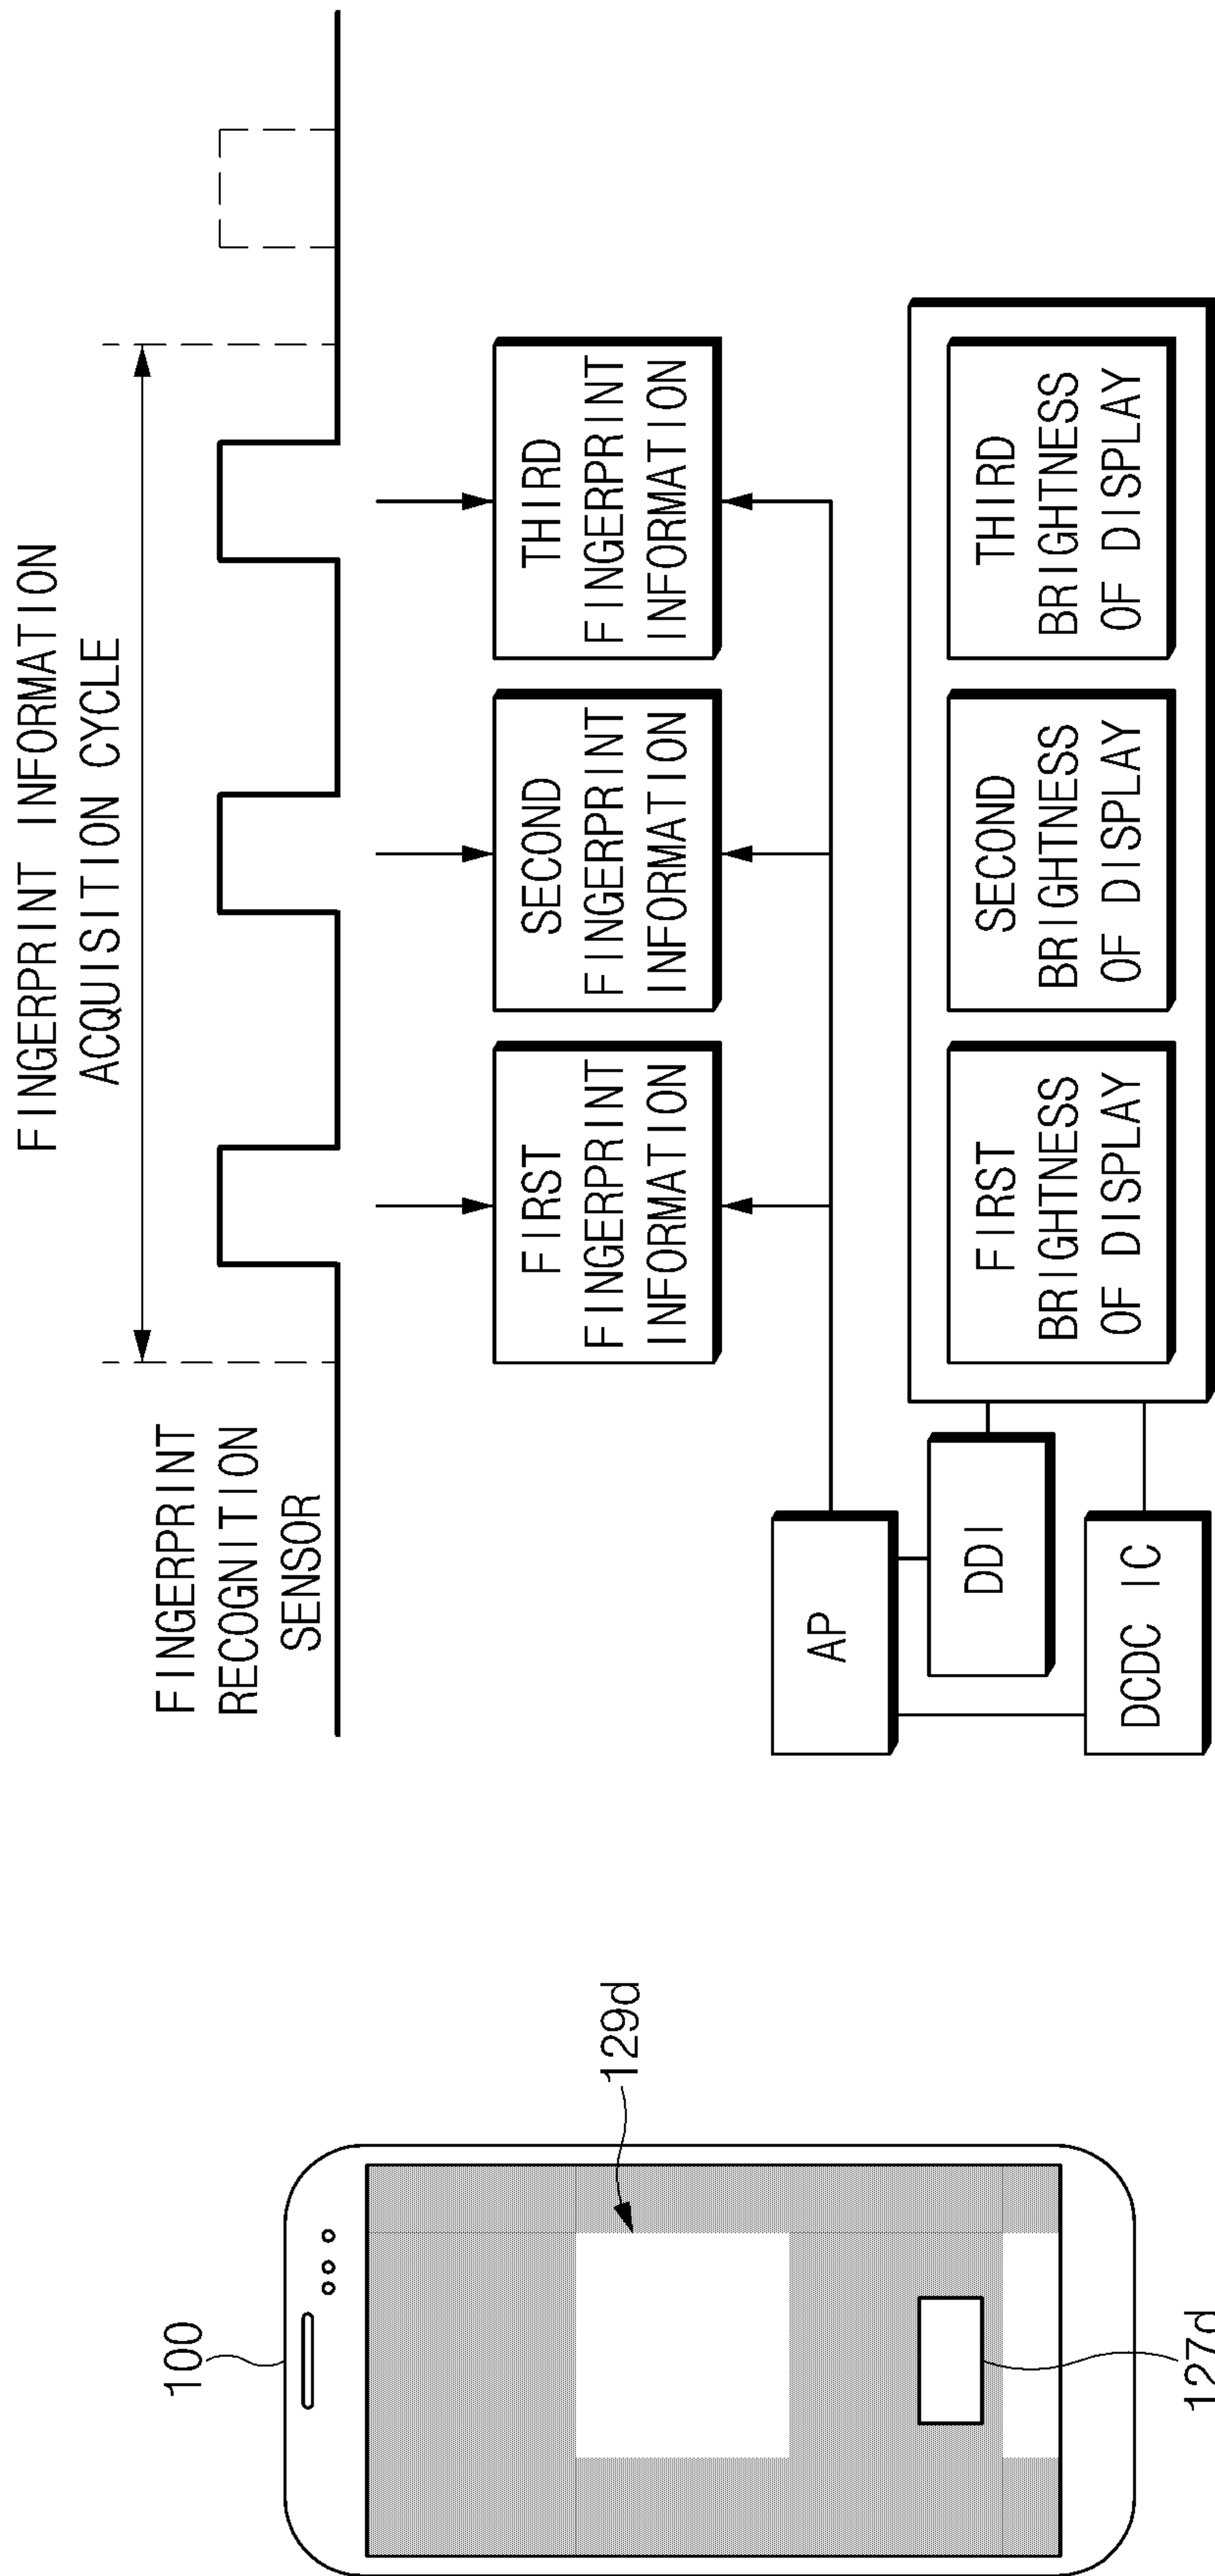 FINGERPRINT INFORMATION
ACQUISITION CYCLE
FINGERPRINT
RECOGNITION
SENSOR
FIRST
FINGERPRINT
INFORMATION
SECOND
FINGERPRINT
INFORMATION
THIRD
FINGERPRINT
INFORMATION
AP
DDI
DCDC IC
FIRST
BRIGHTNESS
OF DISPLAY
SECOND
BRIGHTNESS
OF DISPLAY
THIRD
BRIGHTNESS
OF DISPLAY
100
129d
127d